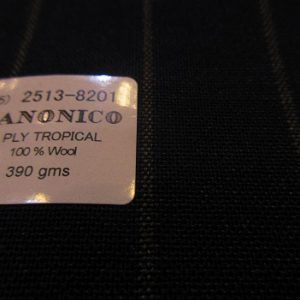 S) 2513-8201
ANONICO
PLY TROPICAL
100 % Wool
390 gms